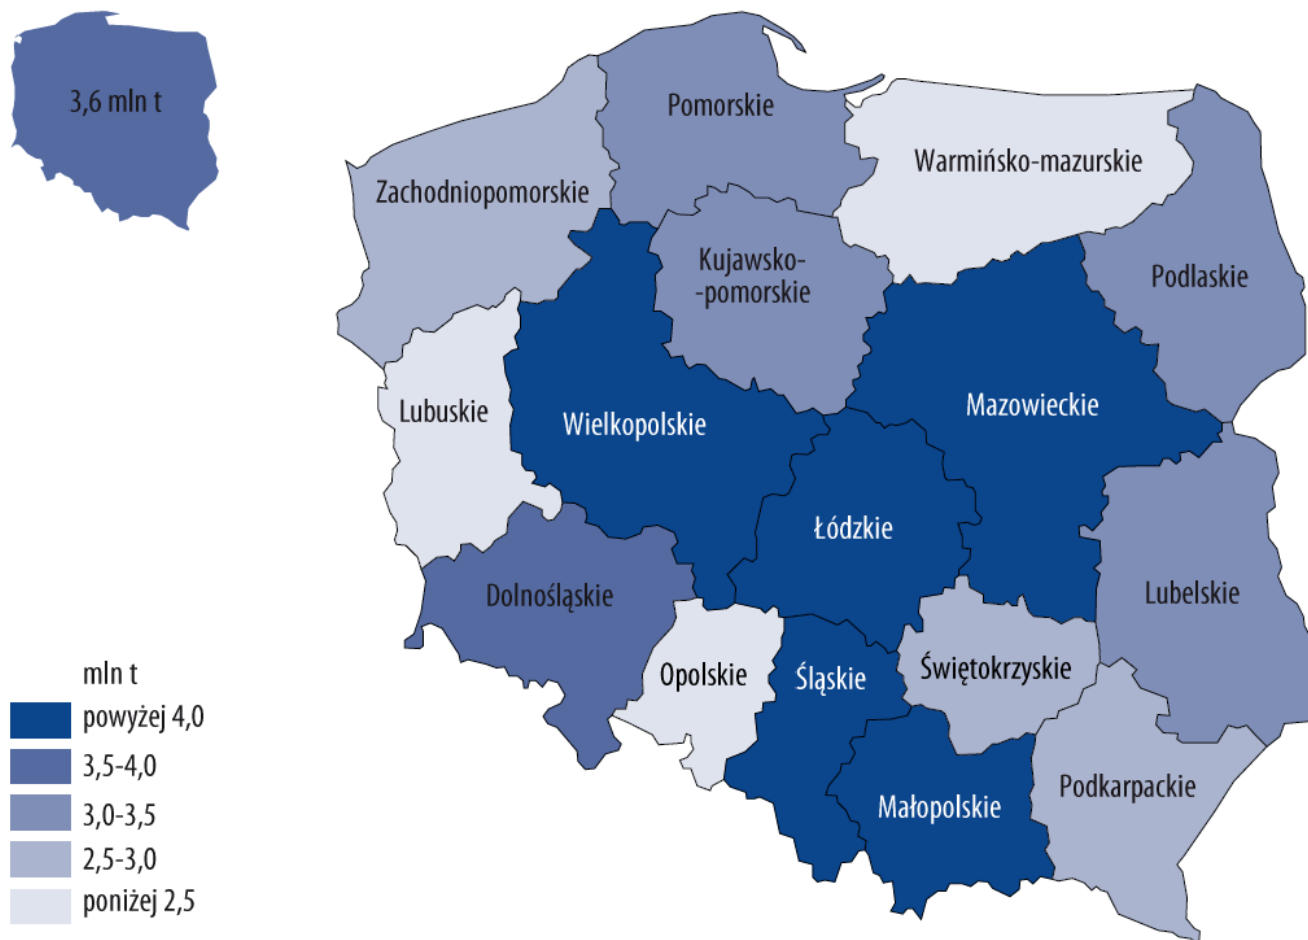 3,6 mln t
Pomorskie
Warmińsko-mazurskie
Zachodniopomorskie
Kujawsko-
-pomorskie
Podlaskie
Lubuskie
Wielkopolskie
Mazowieckie
Łódzkie
Dolnośląskie
Lubelskie
Opolskie
Śląskie
Świętokrzyskie
Małopolskie
Podkarpackie
mln t
powyżej 4,0
3,5-4,0
3,0-3,5
2,5-3,0
poniżej 2,5